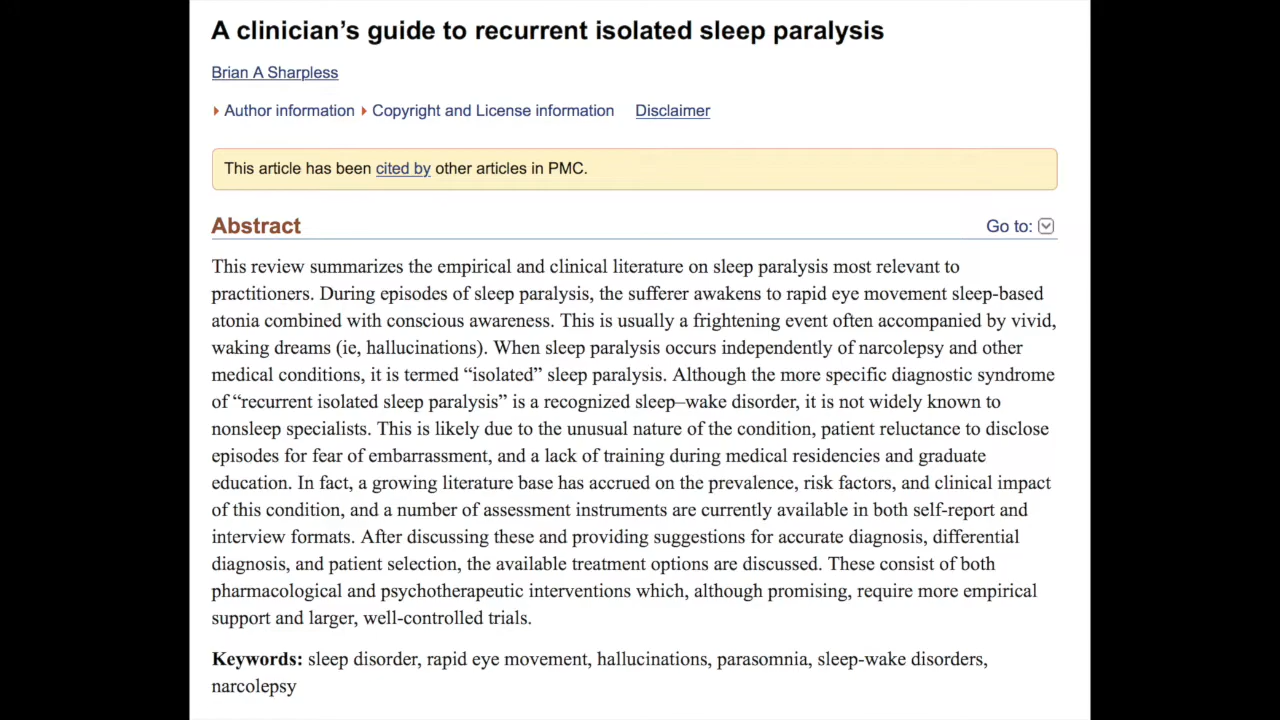 A clinician’s guide to recurrent isolated sleep paralysis
Brian A Sharpless
Author information Copyright and License information Disclaimer
This article has been cited by other articles in PMC.
Abstract Go to:
This review summarizes the empirical and clinical literature on sleep paralysis most relevant to
practitioners. During episodes of sleep paralysis, the sufferer awakens to rapid eye movement sleep-based
atonia combined with conscious awareness. This is usually a frightening event often accompanied by vivid,
waking dreams (ie, hallucinations). When sleep paralysis occurs independently of narcolepsy and other
medical conditions, it is termed “isolated” sleep paralysis. Although the more specific diagnostic syndrome
of “recurrent isolated sleep paralysis” is a recognized sleep–wake disorder, it is not widely known to
nonsleep specialists. This is likely due to the unusual nature of the condition, patient reluctance to disclose
episodes for fear of embarrassment, and a lack of training during medical residencies and graduate
education. In fact, a growing literature base has accrued on the prevalence, risk factors, and clinical impact
of this condition, and a number of assessment instruments are currently available in both self-report and
interview formats. After discussing these and providing suggestions for accurate diagnosis, differential
diagnosis, and patient selection, the available treatment options are discussed. These consist of both
pharmacological and psychotherapeutic interventions which, although promising, require more empirical
support and larger, well-controlled trials.
Keywords: sleep disorder, rapid eye movement, hallucinations, parasomnia, sleep-wake disorders,
narcolepsy